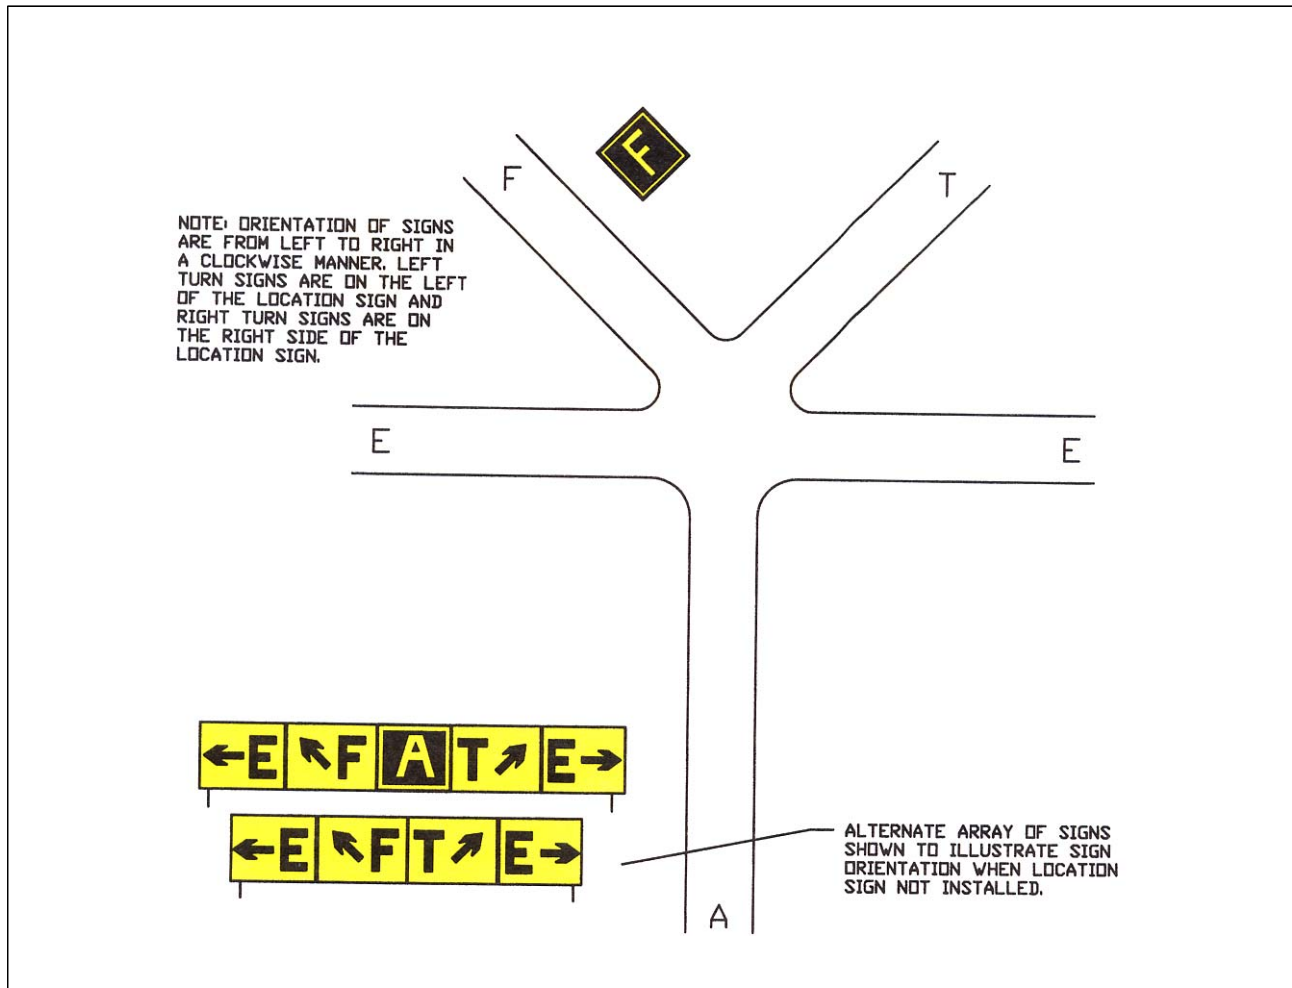 F
F
T
NOTE: ORIENTATION OF SIGNS
ARE FROM LEFT TO RIGHT IN
A CLOCKWISE MANNER. LEFT
TURN SIGNS ARE ON THE LEFT
OF THE LOCATION SIGN AND
RIGHT TURN SIGNS ARE ON
THE RIGHT SIDE OF THE
LOCATION SIGN.
E
E
←E ↖F A T↗ E→
←E ↖F T↗ E→
ALTERNATE ARRAY OF SIGNS
SHOWN TO ILLUSTRATE SIGN
ORIENTATION WHEN LOCATION
SIGN NOT INSTALLED.
A